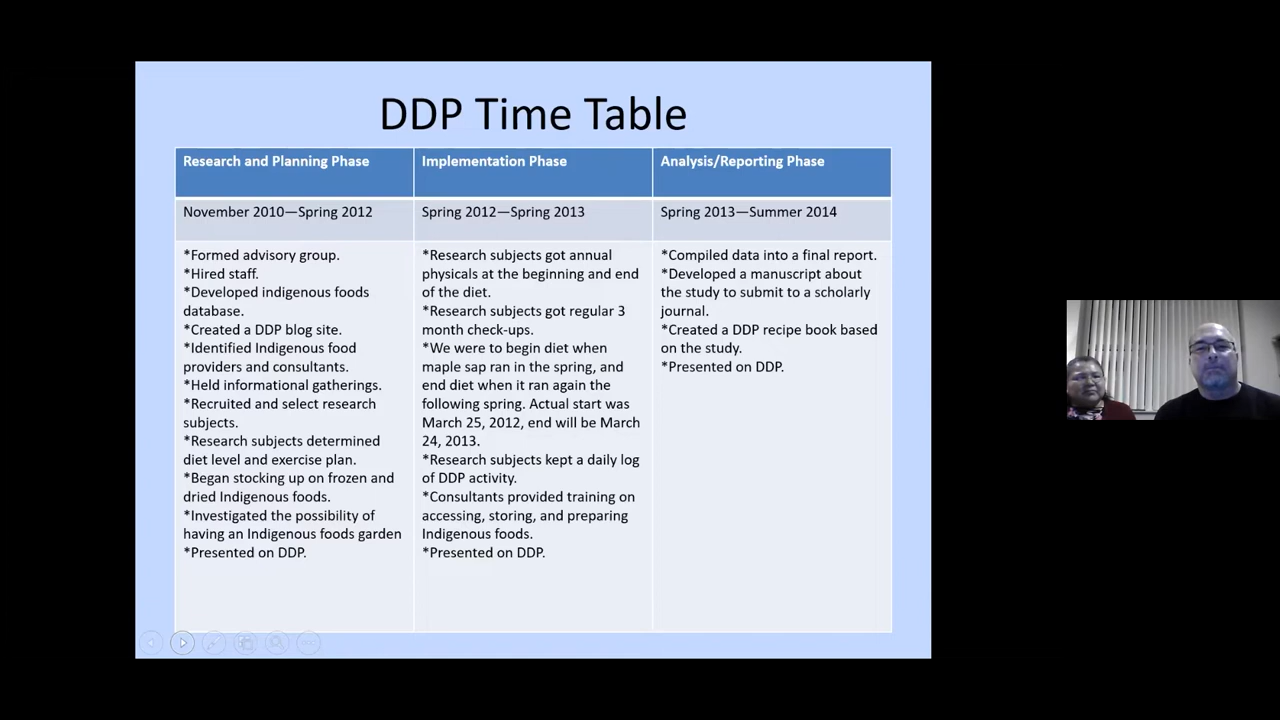 DDP Time Table
Research and Planning Phase
November 2010—Spring 2012
*Formed advisory group.
*Hired staff.
*Developed indigenous foods
database.
*Created a DDP blog site.
*Identified Indigenous food
providers and consultants.
*Held informational gatherings.
*Recruited and select research
subjects.
*Research subjects determined
diet level and exercise plan.
*Began stocking up on frozen and
dried Indigenous foods.
*Investigated the possibility of
having an Indigenous foods garden
*Presented on DDP.
Implementation Phase
Spring 2012—Spring 2013
*Research subjects got annual
physicals at the beginning and end
of the diet.
*Research subjects got regular 3
month check-ups.
*We were to begin diet when
maple sap ran in the spring, and
end diet when it ran again the
following spring. Actual start was
March 25, 2012, end will be March
24, 2013.
*Research subjects kept a daily log
of DDP activity.
*Consultants provided training on
accessing, storing, and preparing
Indigenous foods.
*Presented on DDP.
Analysis/Reporting Phase
Spring 2013—Summer 2014
*Compiled data into a final report.
*Developed a manuscript about
the study to submit to a scholarly
journal.
*Created a DDP recipe book based
on the study.
*Presented on DDP.